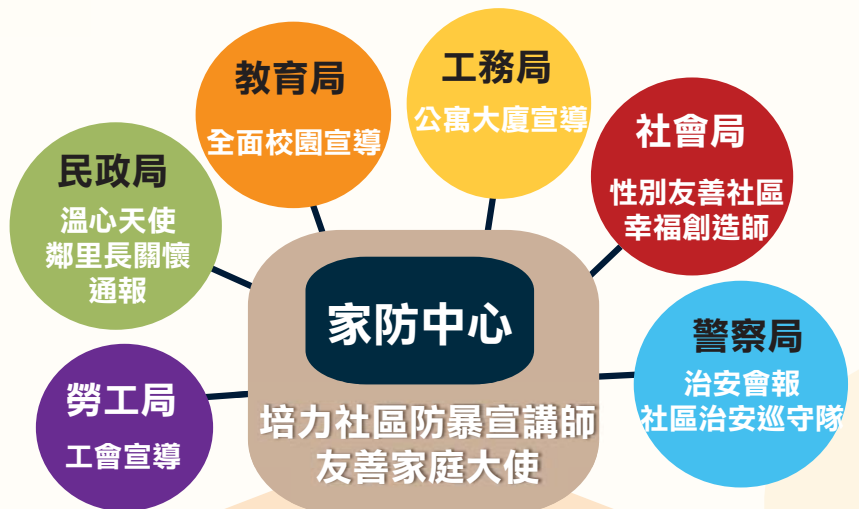 教育局
全面校園宣導
工務局
公寓大廈宣導
社會局
性別友善社區
幸福創造師
民政局
溫心天使
鄰里長關懷
通報
警察局
治安會報
社區治安巡守隊
勞工局
工會宣導
家防中心
培力社區防暴宣講師
友善家庭大使